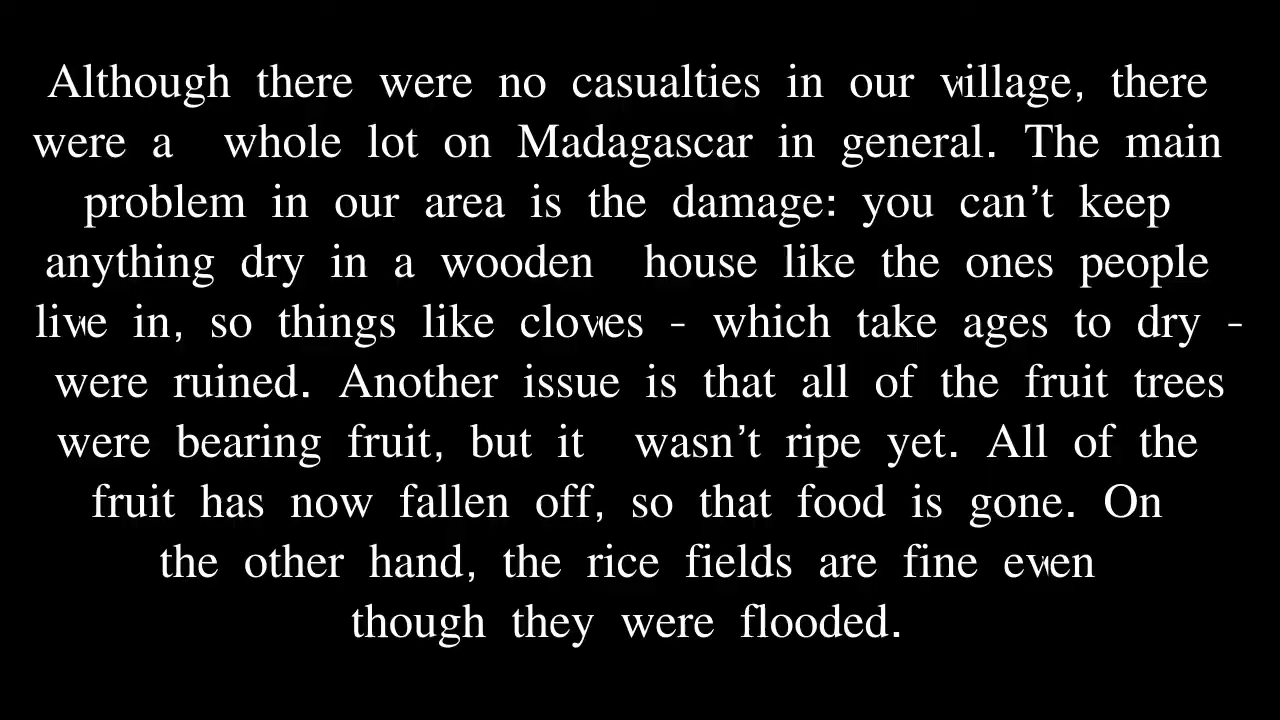 Although there were no casualties in our village, there
were a whole lot on Madagascar in general. The main
problem in our area is the damage: you can't keep
anything dry in a wooden house like the ones people
live in, so things like cloves - which take ages to dry -
were ruined. Another issue is that all of the fruit trees
were bearing fruit, but it wasn't ripe yet. All of the
fruit has now fallen off, so that food is gone. On
the other hand, the rice fields are fine even
though they were flooded.